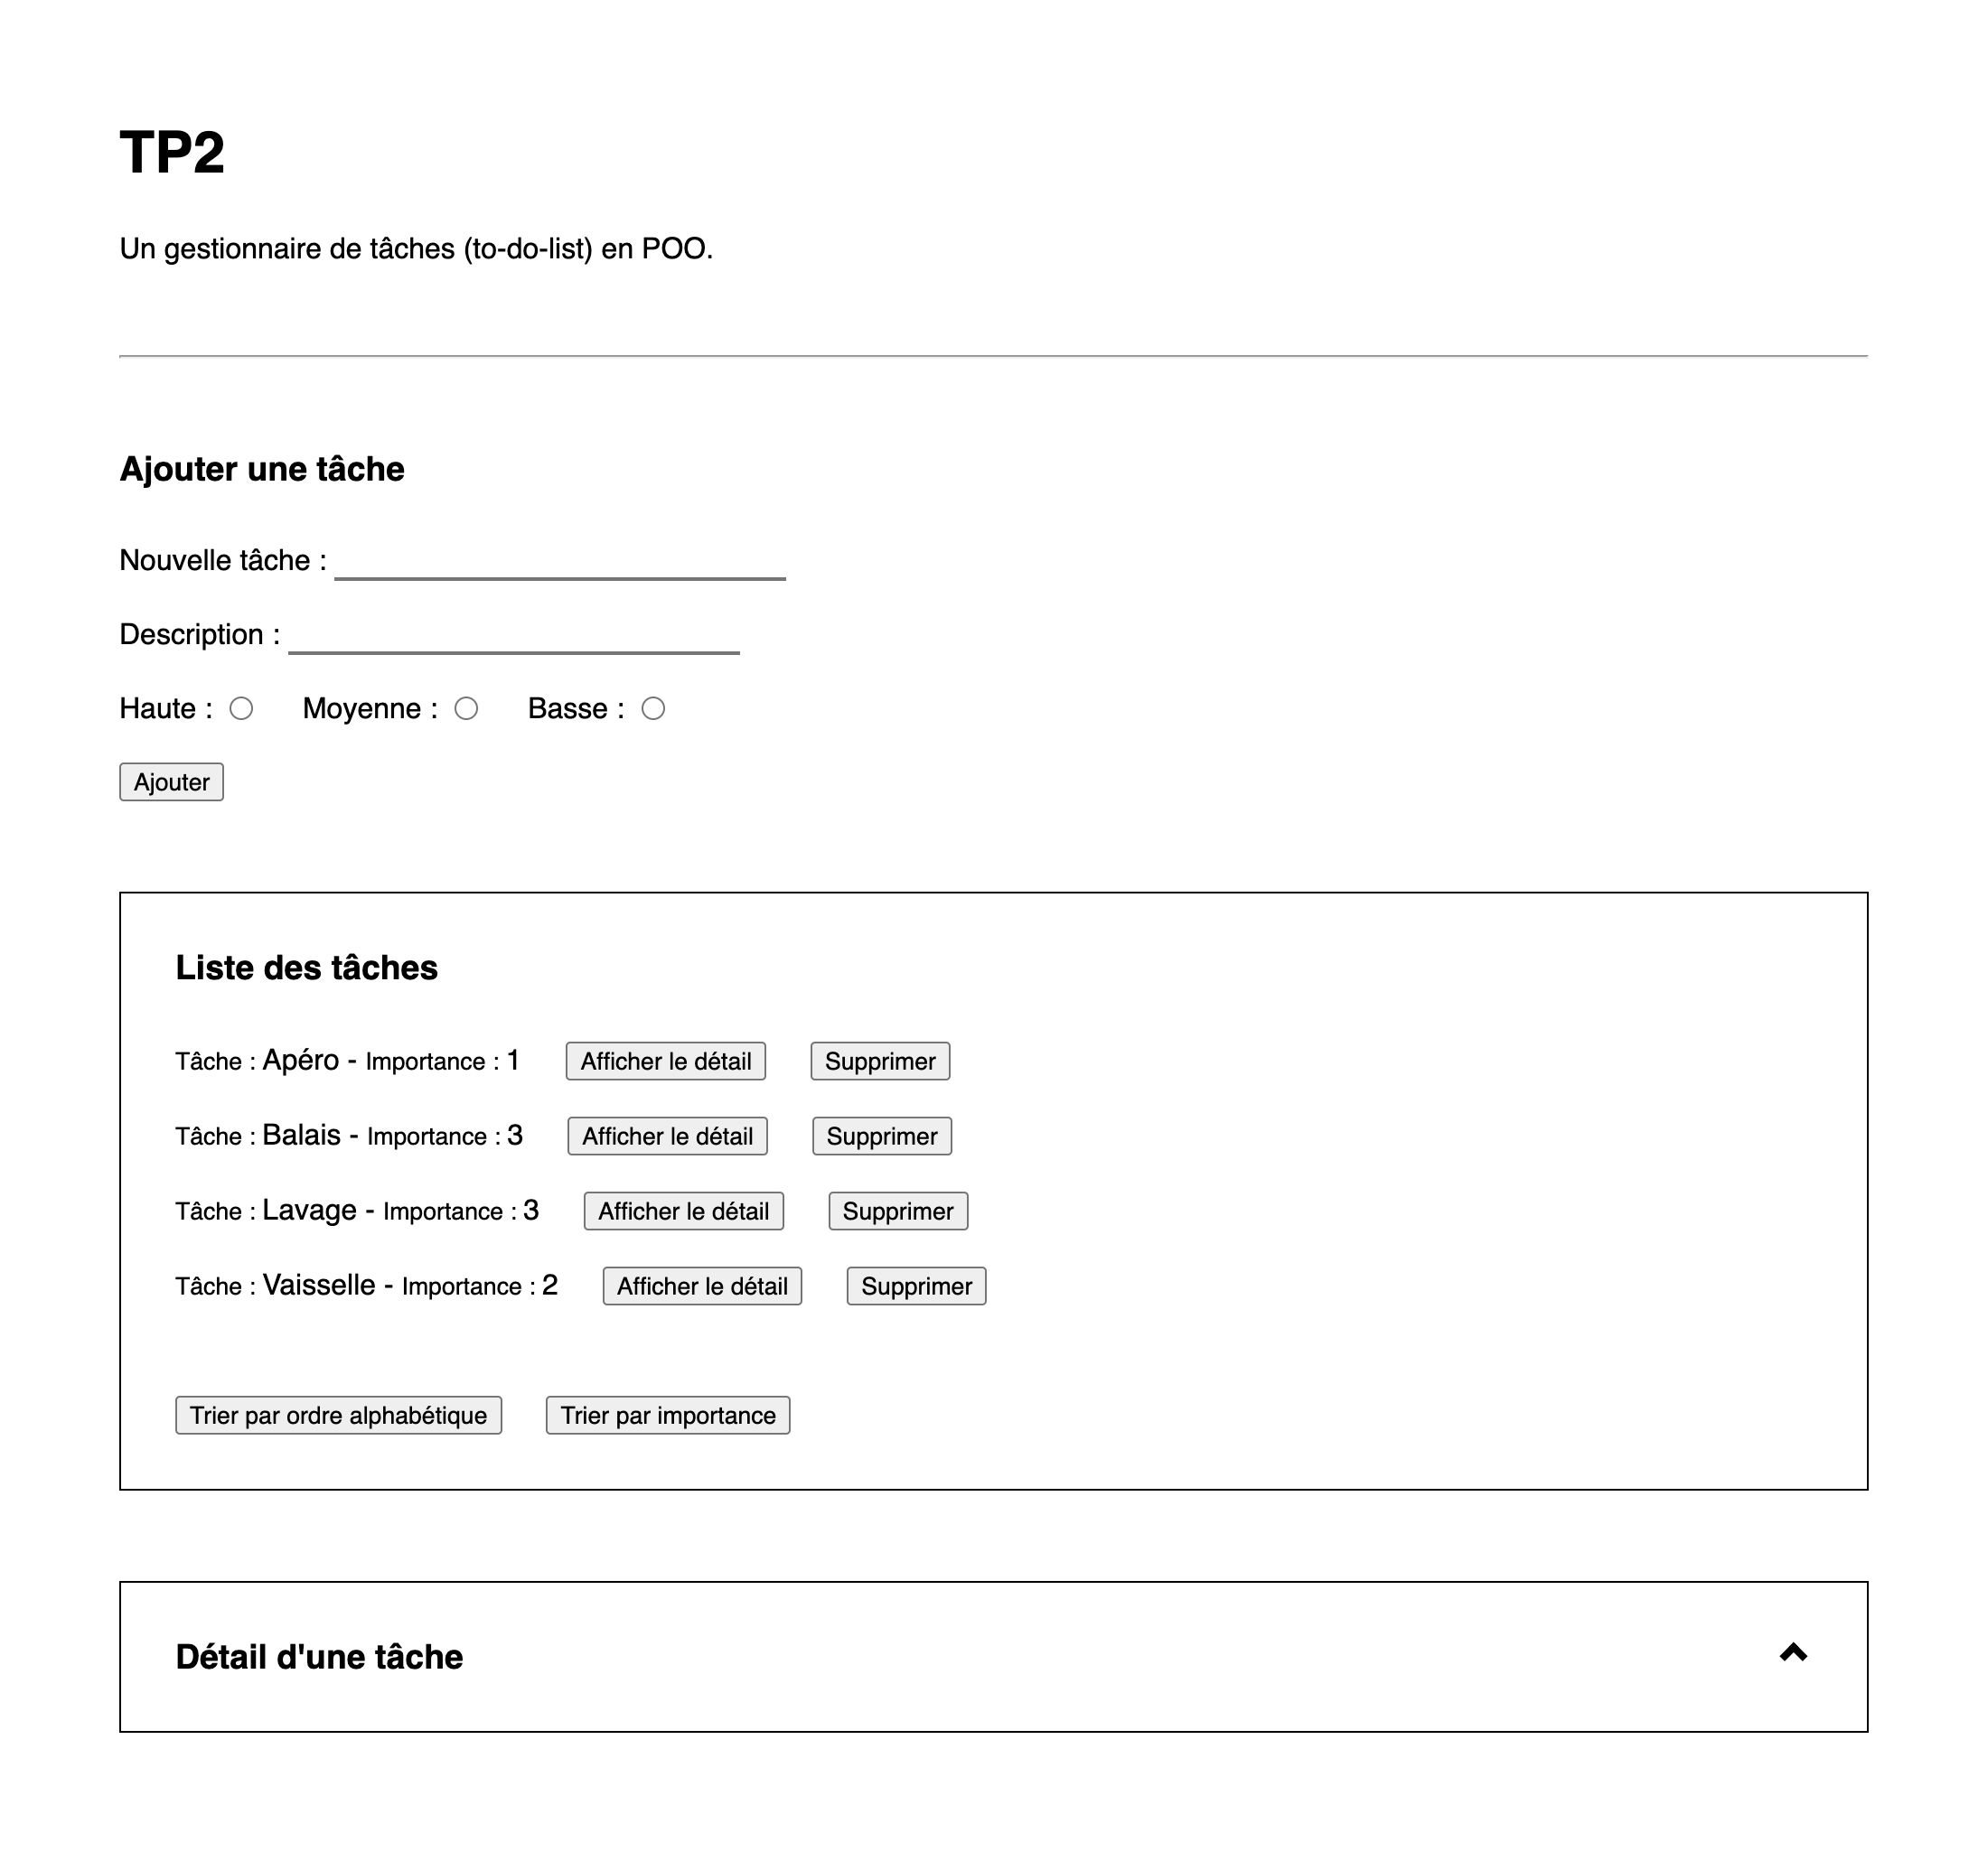 TP2
Un gestionnaire de tâches (to-do-list) en POO.
Ajouter une tâche
Nouvelle tâche :
Description :
Haute : Moyenne : Basse :
Ajouter
Liste des tâches
Tâche : Apéro - Importance : 1 Afficher le détail Supprimer
Tâche : Balais - Importance : 3 Afficher le détail Supprimer
Tâche : Lavage - Importance : 3 Afficher le détail Supprimer
Tâche : Vaisselle - Importance : 2 Afficher le détail Supprimer
Trier par ordre alphabétique Trier par importance
Détail d'une tâche